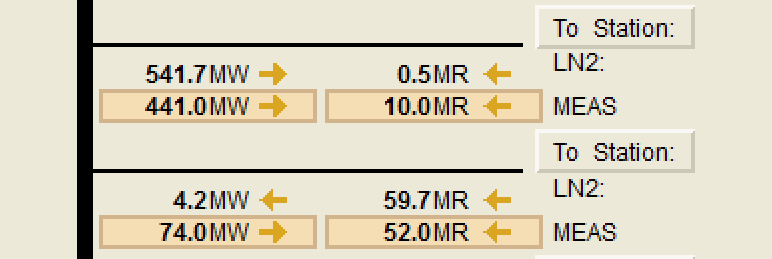 To Station:
541.7MW 0.5MR LN2:
441.0MW 10.0MR MEAS
To Station:
LN2:
4.2MW 59.7MR
74.0MW 52.0MR MEAS